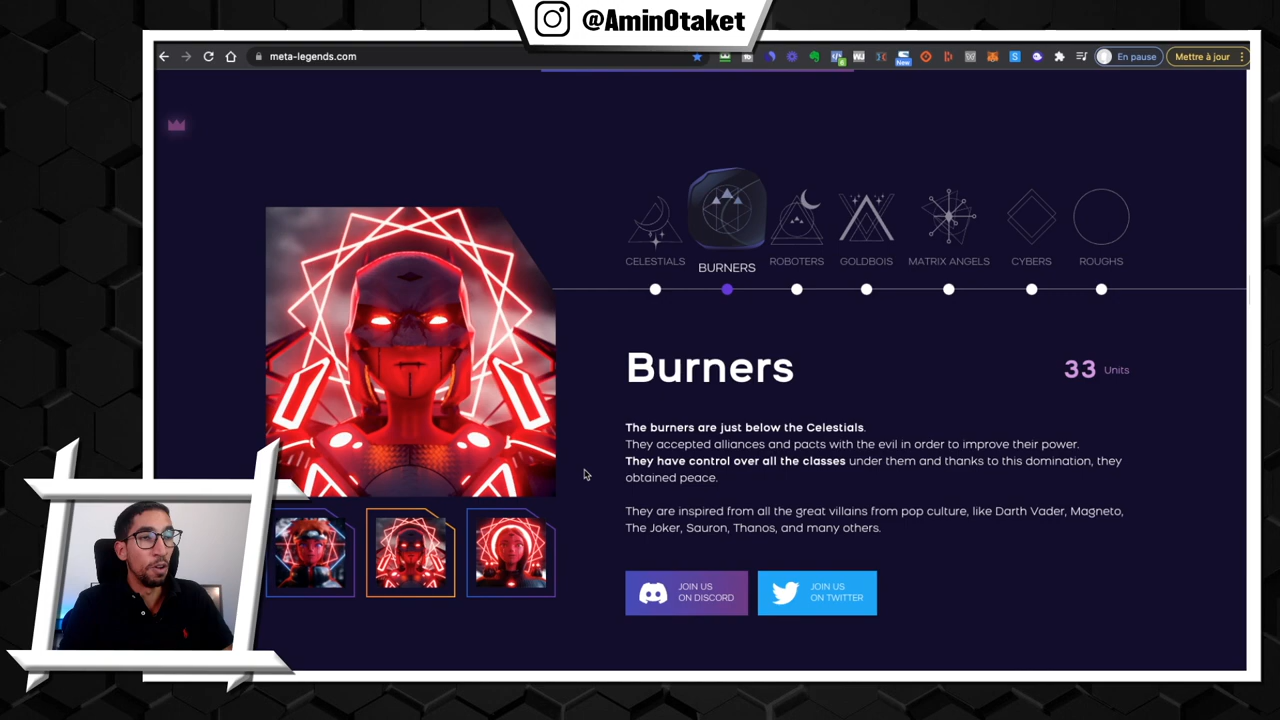 @AminOtaket
meta-legends.com
New
6
En pause
Mettre à jour
CELESTIALS
BURNERS
ROBOTERS
GOLDBOIS
MATRIX ANGELS
CYBERS
ROUGHS
Burners
33 Units
The burners are just below the Celestials.
They accepted alliances and pacts with the evil in order to improve their power.
They have control over all the classes under them and thanks to this domination, they
obtained peace.
They are inspired from all the great villains from pop culture, like Darth Vader, Magneto,
The Joker, Sauron, Thanos, and many others.
JOIN US
ON DISCORD
JOIN US
ON TWITTER